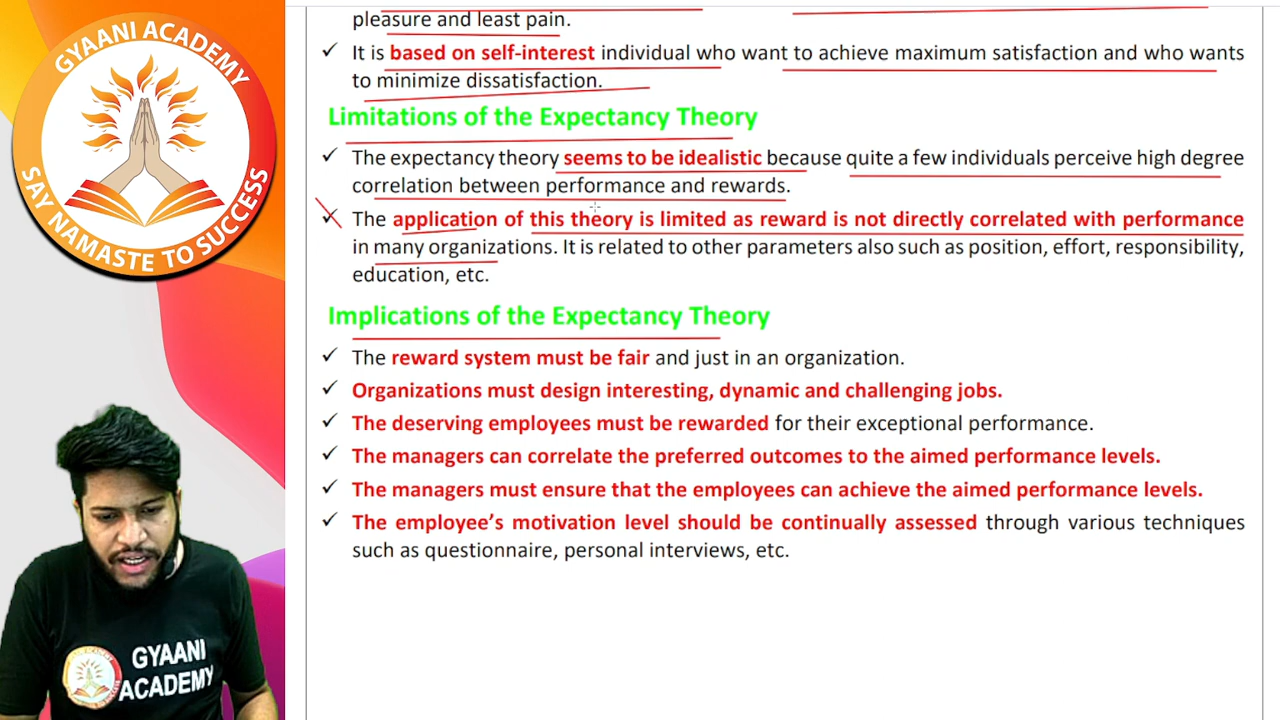 GYAANI ACADEMY
SAY NAMASTE TO SUCCESS
pleasure and least pain.
✓ It is based on self-interest individual who want to achieve maximum satisfaction and who wants
to minimize dissatisfaction.
Limitations of the Expectancy Theory
✓ The expectancy theory seems to be idealistic because quite a few individuals perceive high degree
correlation between performance and rewards.
✓ The application of this theory is limited as reward is not directly correlated with performance
in many organizations. It is related to other parameters also such as position, effort, responsibility,
education, etc.
Implications of the Expectancy Theory
✓ The reward system must be fair and just in an organization.
✓ Organizations must design interesting, dynamic and challenging jobs.
✓ The deserving employees must be rewarded for their exceptional performance.
✓ The managers can correlate the preferred outcomes to the aimed performance levels.
✓ The managers must ensure that the employees can achieve the aimed performance levels.
✓ The employee’s motivation level should be continually assessed through various techniques
such as questionnaire, personal interviews, etc.
GYAANI
ACADEMY